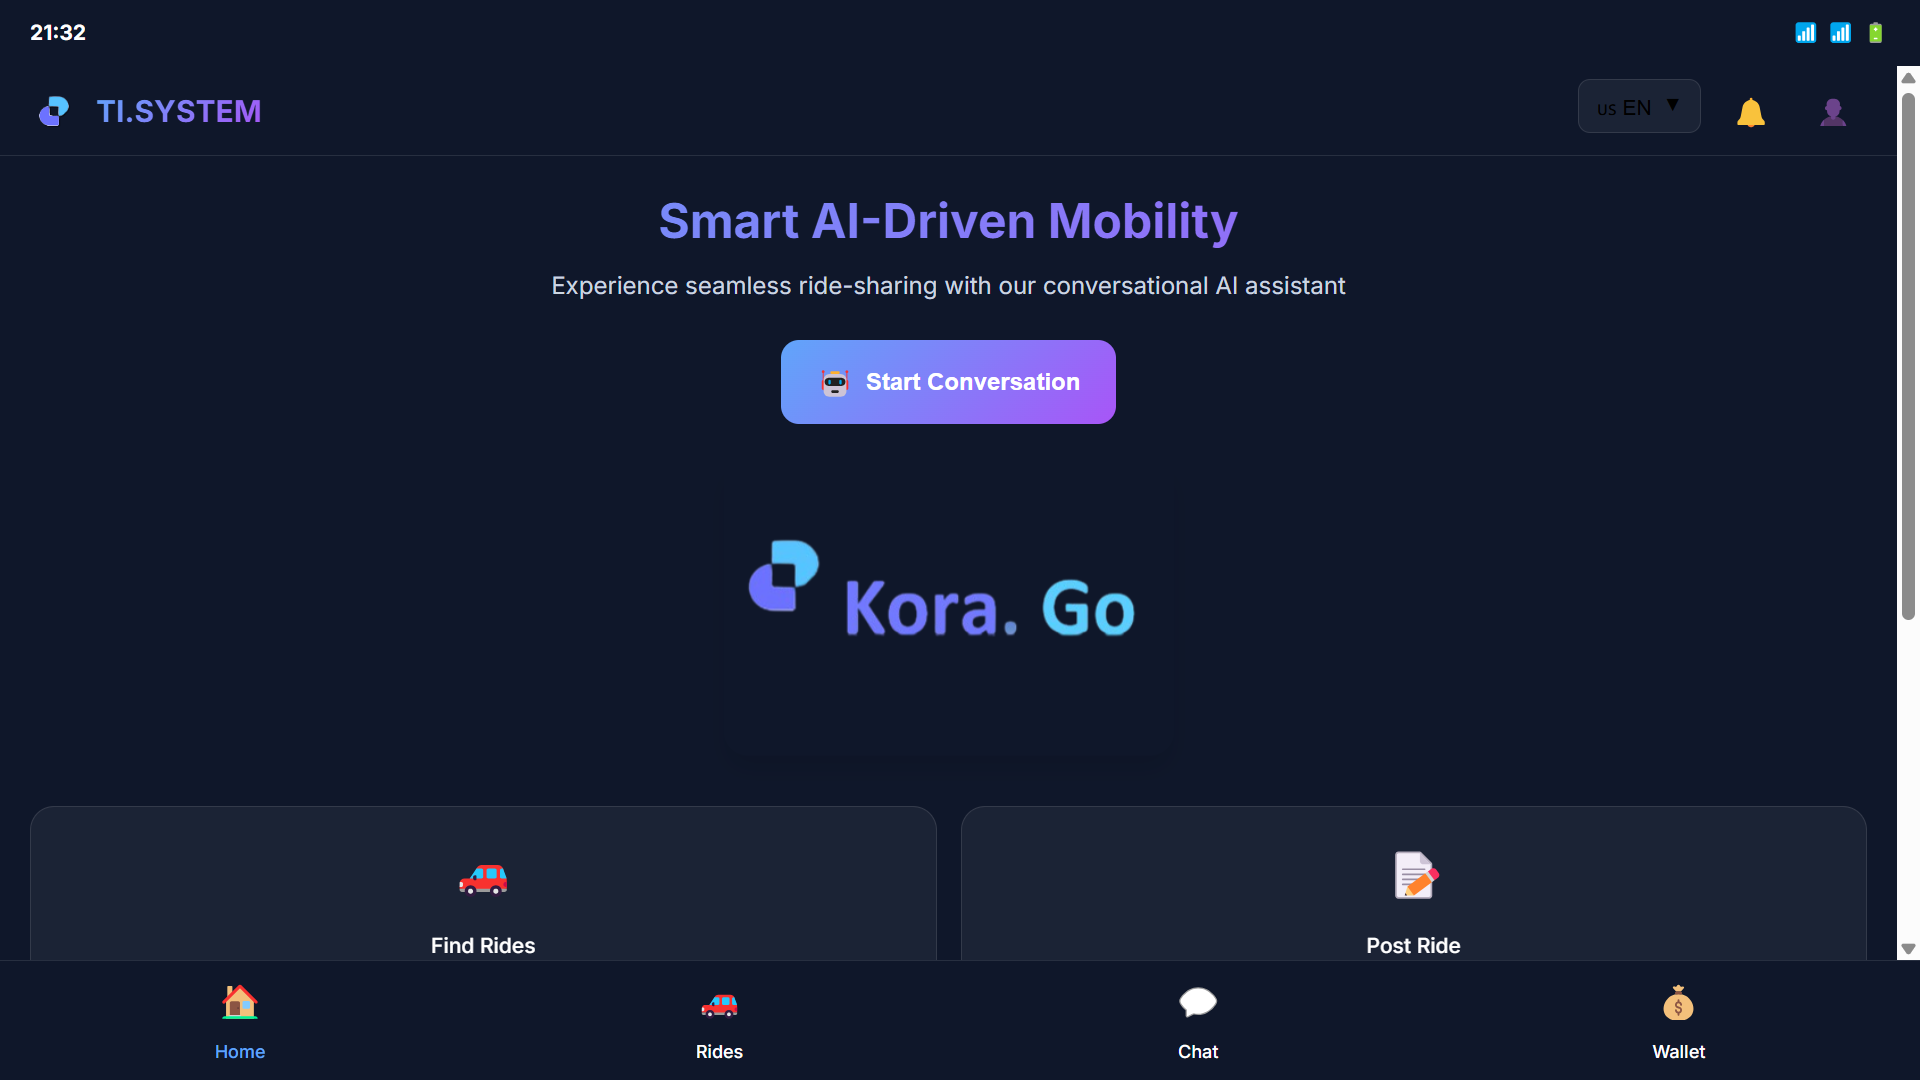 21:32
TI.SYSTEM
us EN ▼
Smart AI-Driven Mobility
Experience seamless ride-sharing with our conversational AI assistant
Start Conversation
Kora. Go
Find Rides
Post Ride
Home
Rides
Chat
Wallet